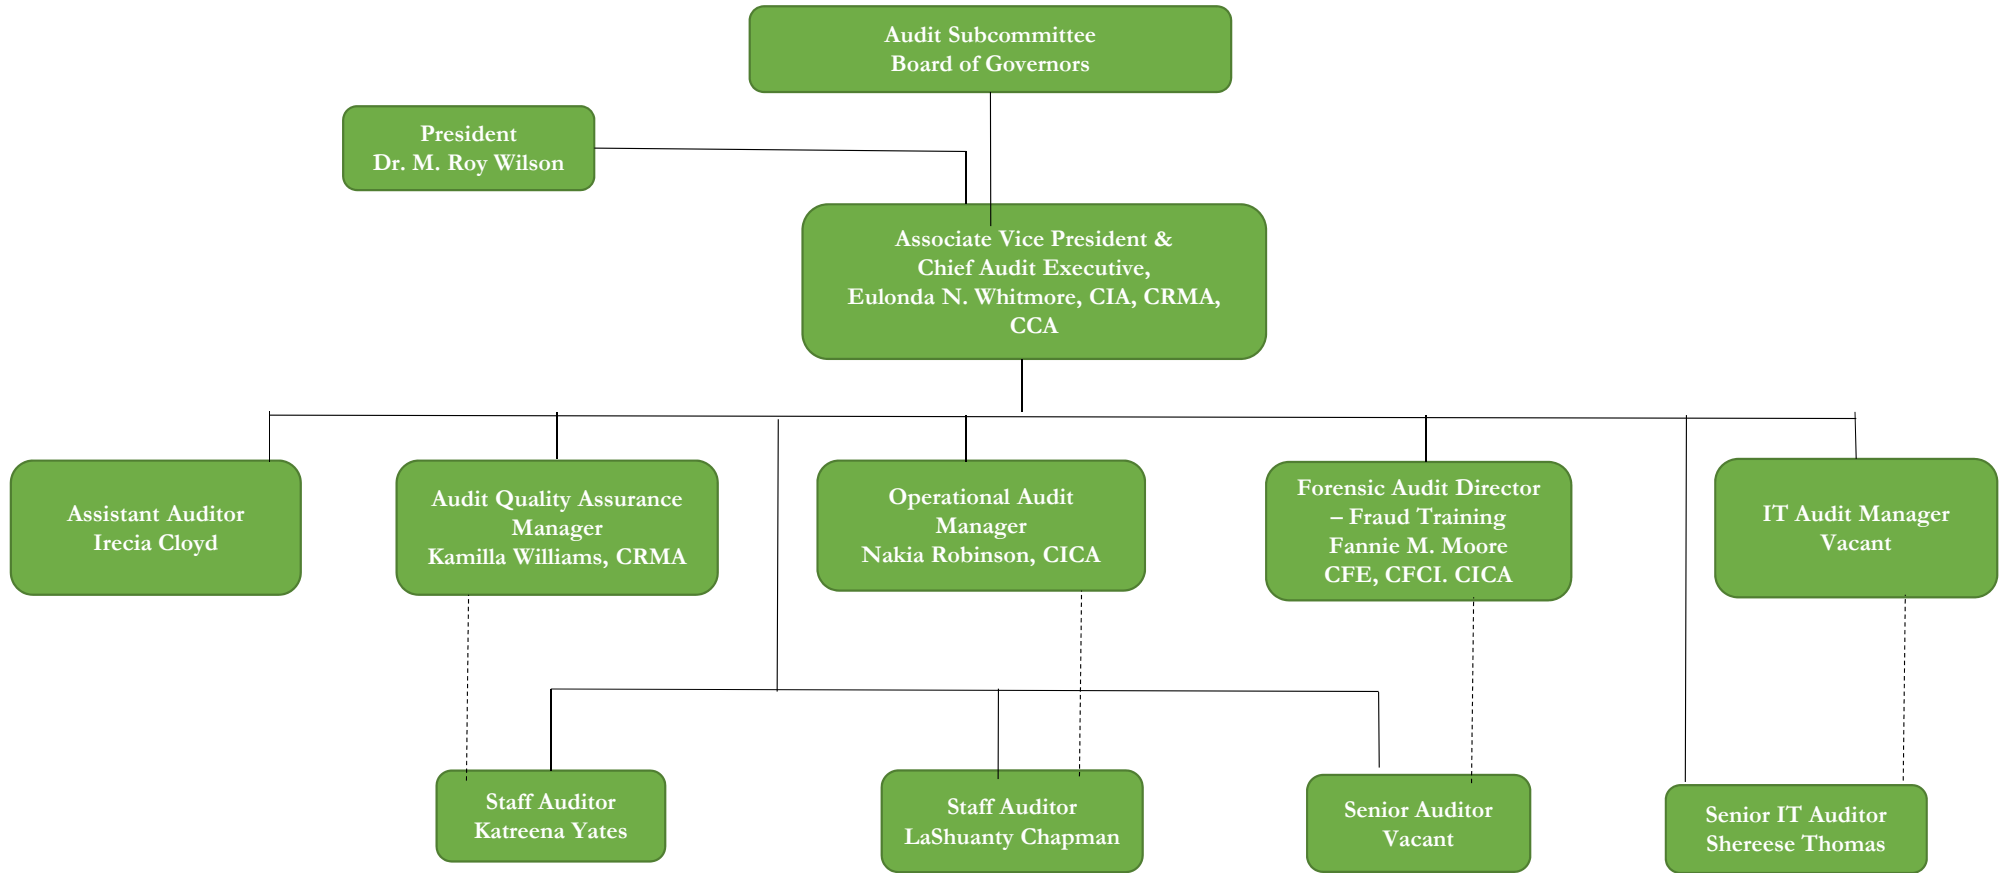 Audit Subcommittee
Board of Governors
President
Dr. M. Roy Wilson
Associate Vice President &
Chief Audit Executive,
Eulonda N. Whitmore, CIA, CRMA,
CCA
Assistant Auditor
Irecia Cloyd
Audit Quality Assurance
Manager
Kamilla Williams, CRMA
Operational Audit
Manager
Nakia Robinson, CICA
Forensic Audit Director
– Fraud Training
Fannie M. Moore
CFE, CFCI. CICA
IT Audit Manager
Vacant
Staff Auditor
Katreena Yates
Staff Auditor
LaShuanty Chapman
Senior Auditor
Vacant
Senior IT Auditor
Shereese Thomas